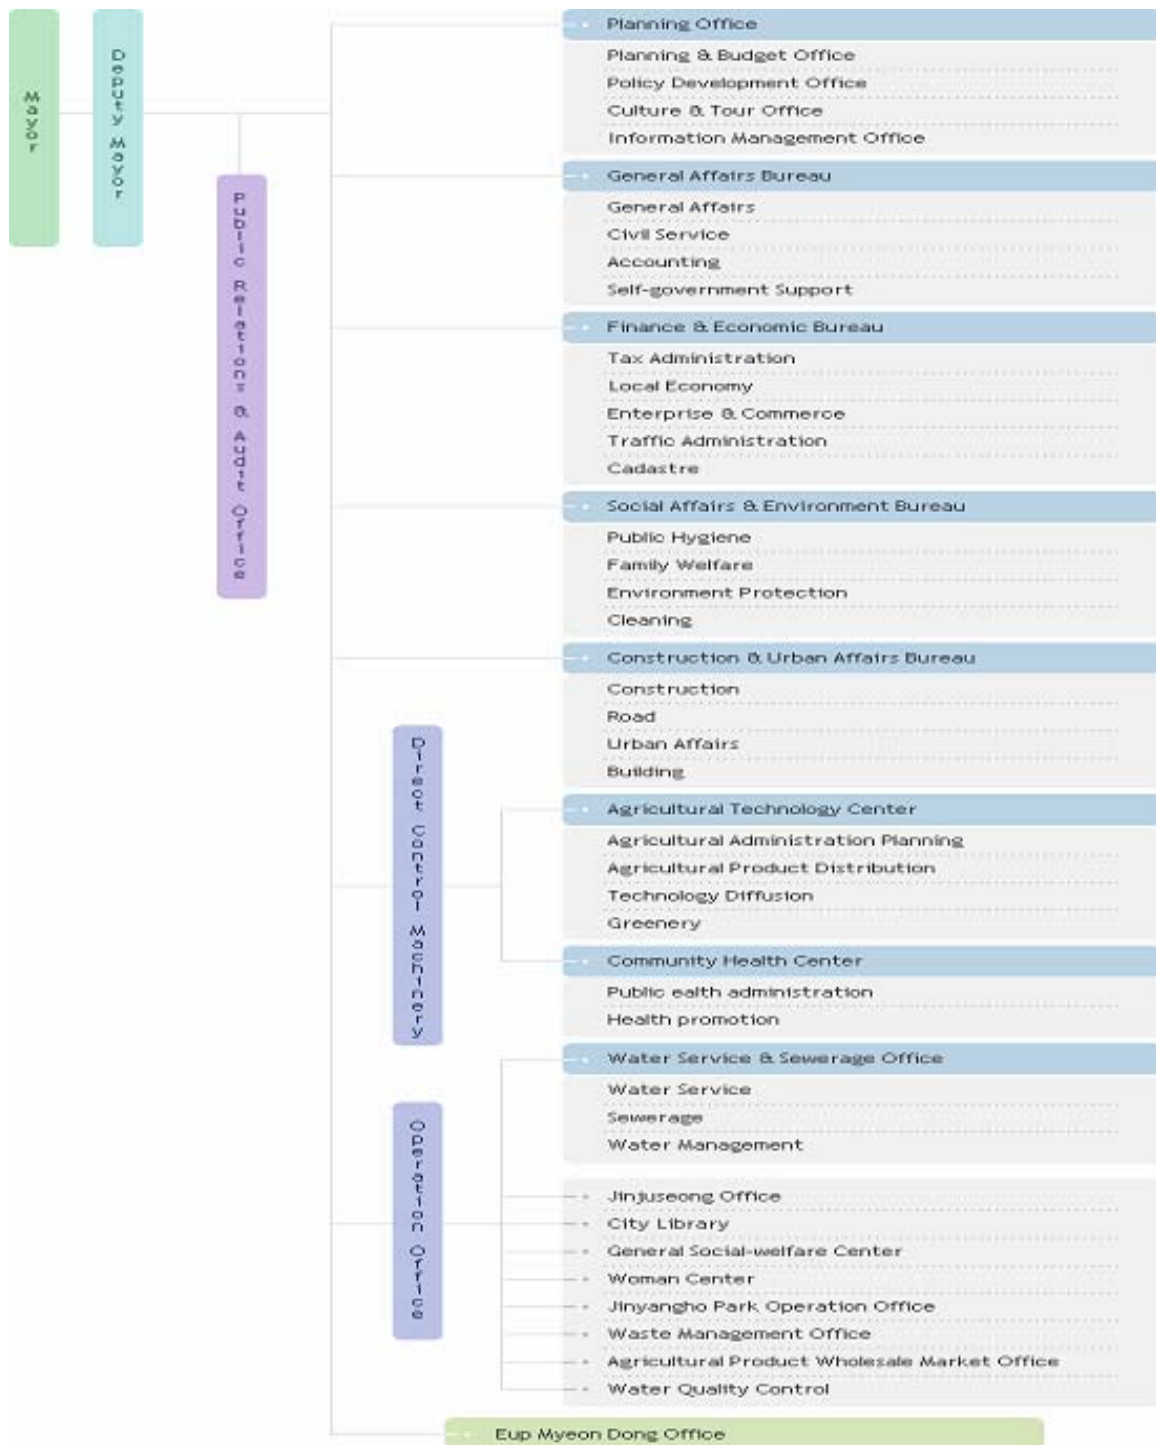 Mayor
Deputy Mayor
Public Relations & Audit Office
Planning Office
Planning & Budget Office
Policy Development Office
Culture & Tour Office
Information Management Office
General Affairs Bureau
General Affairs
Civil Service
Accounting
Self-government Support
Finance & Economic Bureau
Tax Administration
Local Economy
Enterprise & Commerce
Traffic Administration
Cadastre
Social Affairs & Environment Bureau
Public Hygiene
Family Welfare
Environment Protection
Cleaning
Construction & Urban Affairs Bureau
Construction
Road
Urban Affairs
Building
Direct Control Machinery
Agricultural Technology Center
Agricultural Administration Planning
Agricultural Product Distribution
Technology Diffusion
Greenery
Community Health Center
Public ealth administration
Health promotion
Operation Office
Water Service & Sewerage Office
Water Service
Sewerage
Water Management
Jinjuseong Office
City Library
General Social-welfare Center
Woman Center
Jinyangho Park Operation Office
Waste Management Office
Agricultural Product Wholesale Market Office
Water Quality Control
Eup Myeon Dong Office